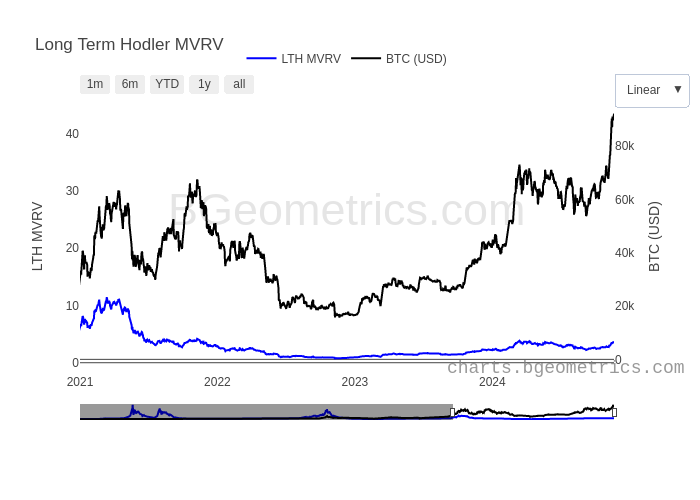 Long Term Hodler MVRV
LTH MVRV BTC (USD)
1m 6m YTD 1y all
Linear ▼
40
30
20
10
0
LTH MVRV
80k
60k
40k
20k
0
BTC (USD)
BGeometrics.com
2021 2022 2023 2024
charts.bgeometrics.com